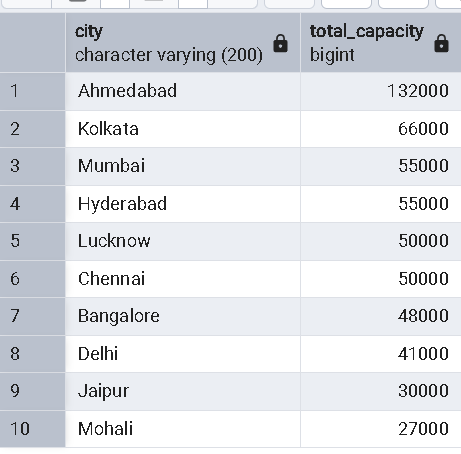 city total_capacity
character varying (200) bigint
1 Ahmedabad 132000
2 Kolkata 66000
3 Mumbai 55000
4 Hyderabad 55000
5 Lucknow 50000
6 Chennai 50000
7 Bangalore 48000
8 Delhi 41000
9 Jaipur 30000
10 Mohali 27000